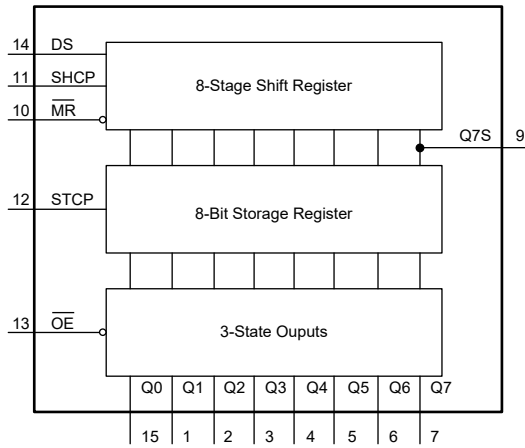 14 DS
11 SHCP
8-Stage Shift Register
10 MR
Q7S 9
12 STCP
8-Bit Storage Register
13 OE
3-State Ouputs
Q0 Q1 Q2 Q3 Q4 Q5 Q6 Q7
15 1 2 3 4 5 6 7